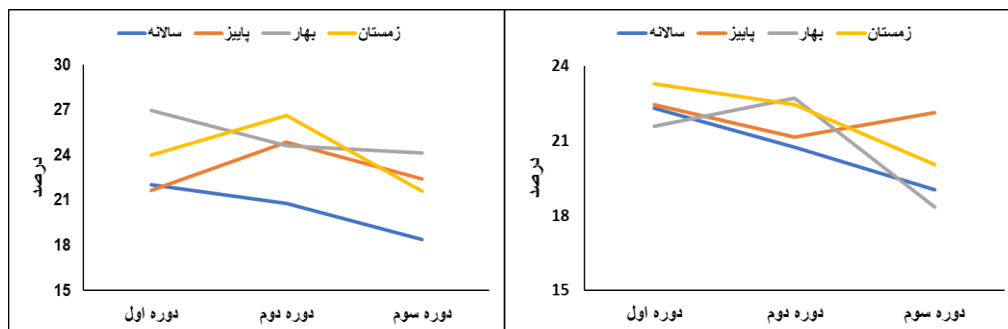 سالانه پاییز بهار زمستان
30
27
24
21
18
15
درصد
دوره اول دوره دوم دوره سوم
سالانه پاییز بهار زمستان
24
21
18
15
درصد
دوره اول دوره دوم دوره سوم